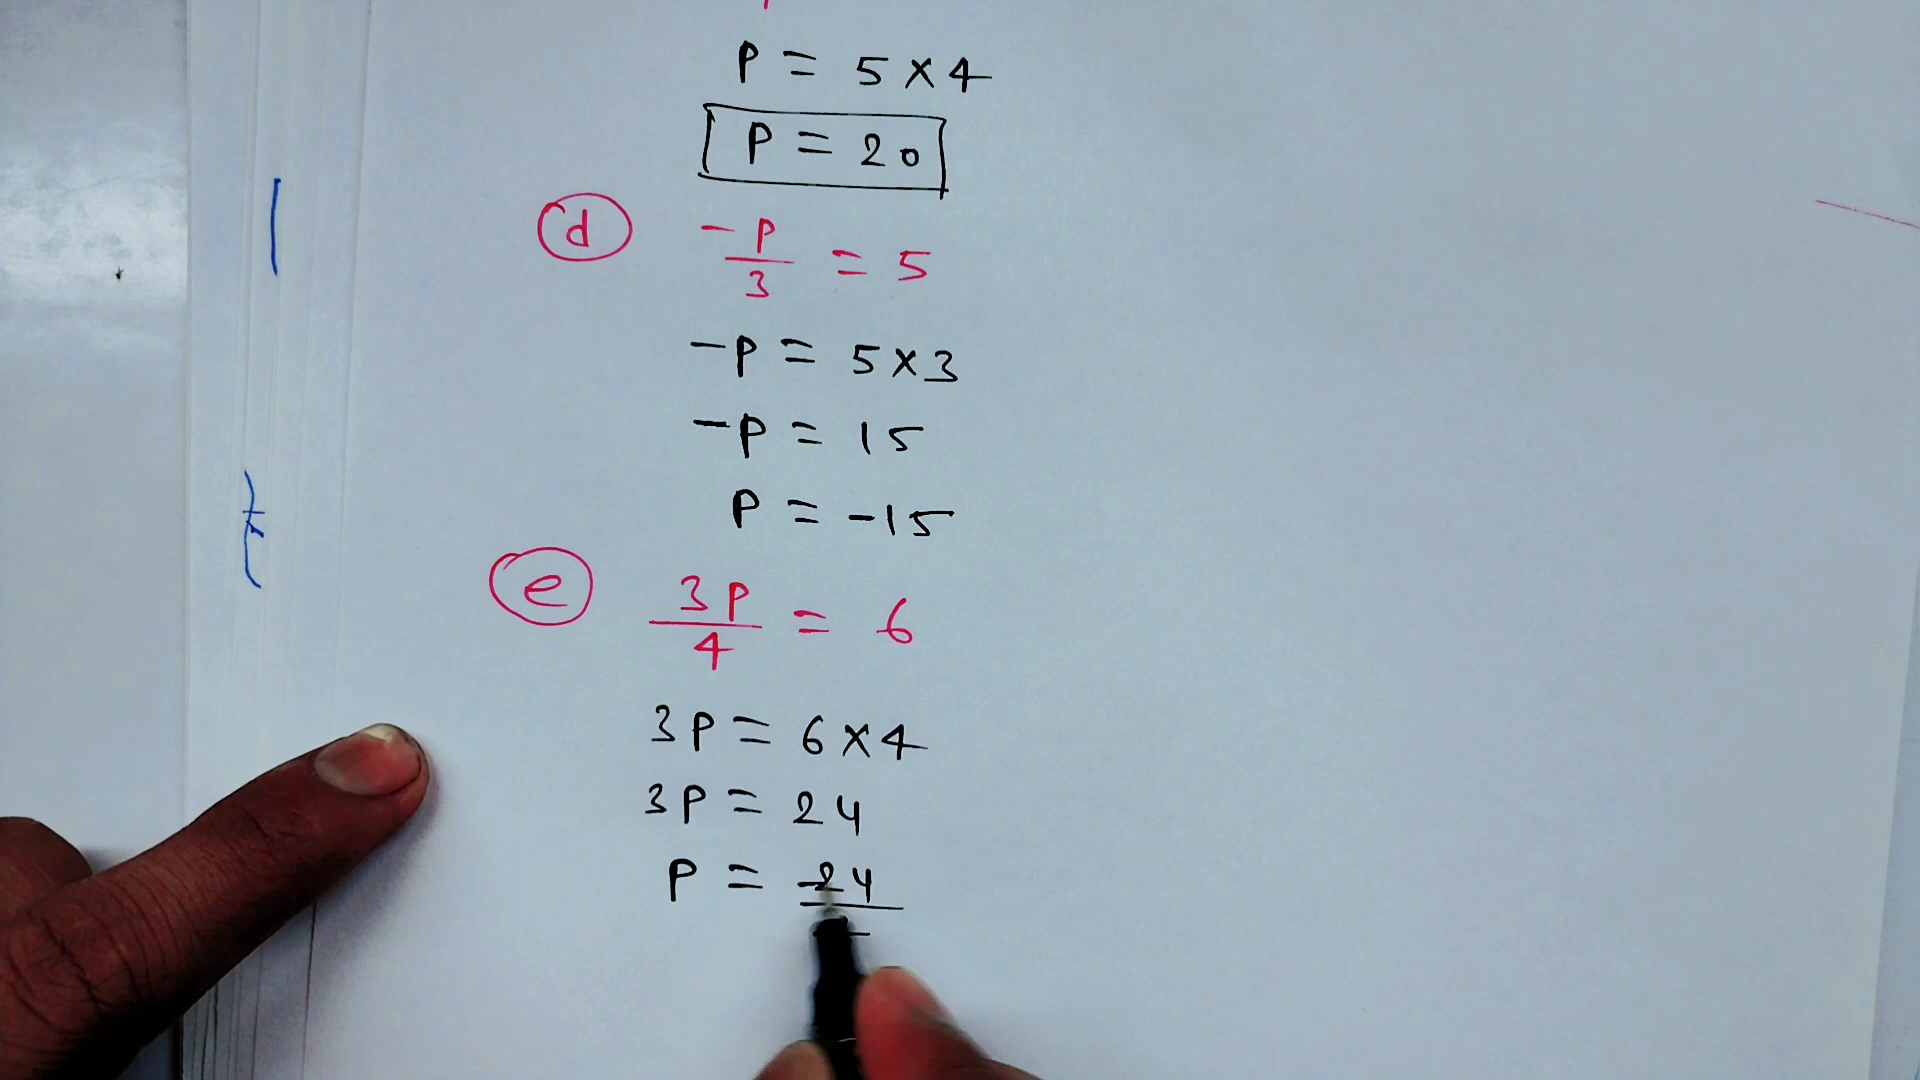 P = 5 × 4
P = 20
(d) -P/3 = 5
-P = 5 × 3
-P = 15
P = -15
(e) 3P/4 = 6
3P = 6 × 4
3P = 24
P = 24